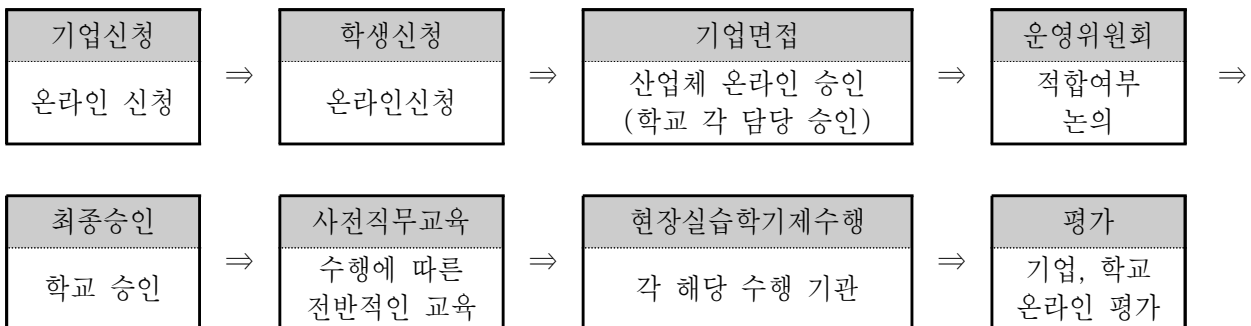 기업신청
온라인 신청
⇒
학생신청
온라인신청
⇒
기업면접
산업체 온라인 승인
(학교 각 담당 승인)
⇒
운영위원회
적합여부
논의
⇒
최종승인
학교 승인
⇒
사전직무교육
수행에 따른
전반적인 교육
⇒
현장실습학기제수행
각 해당 수행 기관
⇒
평가
기업, 학교
온라인 평가